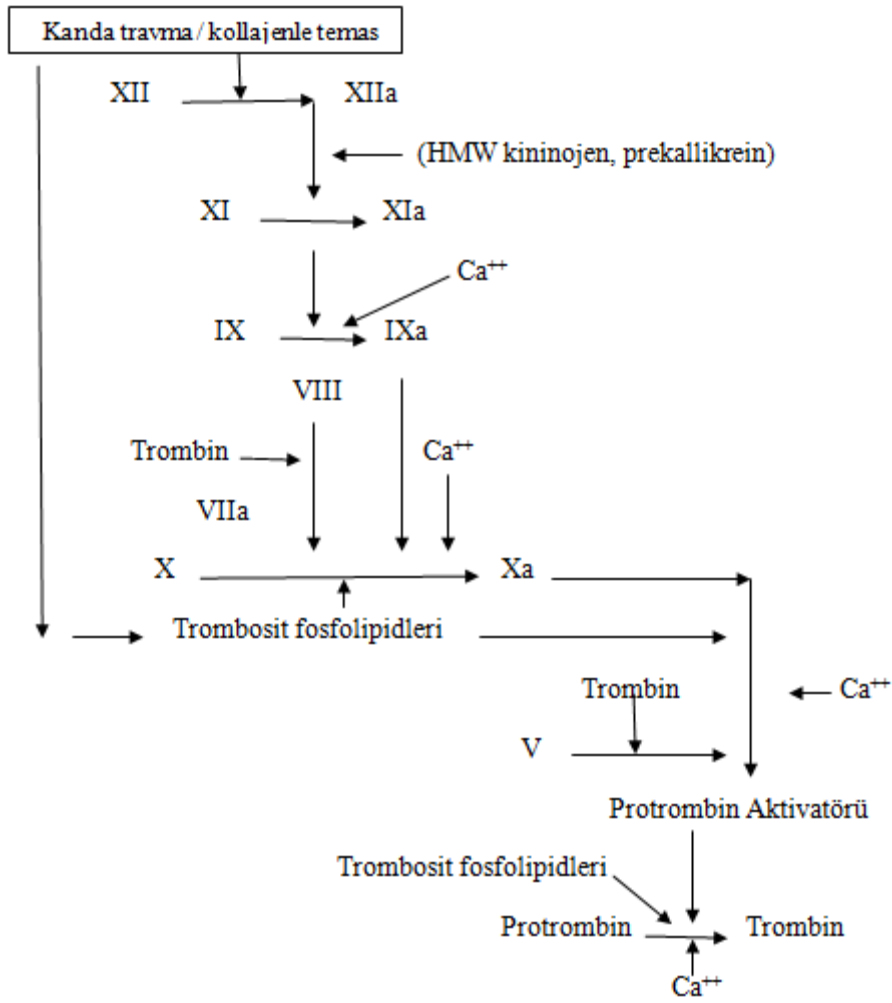 Kanda travma / kollajenle temas
XII XIIa
(HMW kininojen, prekallikrein)
XI XIa
Ca⁺⁺
IX IXa
VIII
Trombin Ca⁺⁺
VIIa
X Xa
Trombosit fosfolipidleri
Trombin Ca⁺⁺
V
Protrombin Aktivatörü
Trombosit fosfolipidleri
Protrombin Trombin
Ca⁺⁺